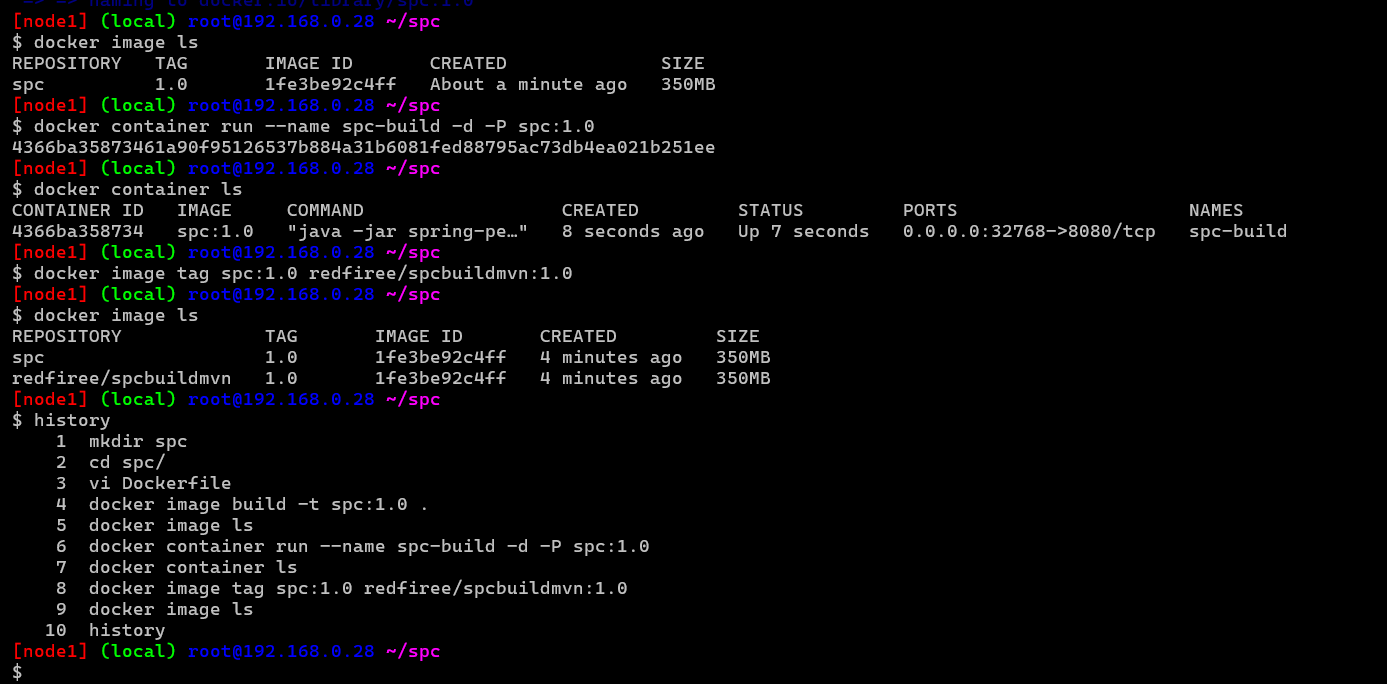 => => naming to docker.io/library/spc:1.0
[node1] (local) root@192.168.0.28 ~/spc
$ docker image ls
REPOSITORY   TAG       IMAGE ID       CREATED              SIZE
spc          1.0       1fe3be92c4ff   About a minute ago   350MB
[node1] (local) root@192.168.0.28 ~/spc
$ docker container run --name spc-build -d -P spc:1.0
4366ba35873461a90f95126537b884a31b6081fed88795ac73db4ea021b251ee
[node1] (local) root@192.168.0.28 ~/spc
$ docker container ls
CONTAINER ID   IMAGE     COMMAND                  CREATED         STATUS         PORTS                     NAMES
4366ba358734   spc:1.0   "java -jar spring-pe…"   8 seconds ago   Up 7 seconds   0.0.0.0:32768->8080/tcp   spc-build
[node1] (local) root@192.168.0.28 ~/spc
$ docker image tag spc:1.0 redfiree/spcbuildmvn:1.0
[node1] (local) root@192.168.0.28 ~/spc
$ docker image ls
REPOSITORY             TAG       IMAGE ID       CREATED         SIZE
spc                    1.0       1fe3be92c4ff   4 minutes ago   350MB
redfiree/spcbuildmvn   1.0       1fe3be92c4ff   4 minutes ago   350MB
[node1] (local) root@192.168.0.28 ~/spc
$ history
    1  mkdir spc
    2  cd spc/
    3  vi Dockerfile
    4  docker image build -t spc:1.0 .
    5  docker image ls
    6  docker container run --name spc-build -d -P spc:1.0
    7  docker container ls
    8  docker image tag spc:1.0 redfiree/spcbuildmvn:1.0
    9  docker image ls
   10  history
[node1] (local) root@192.168.0.28 ~/spc
$